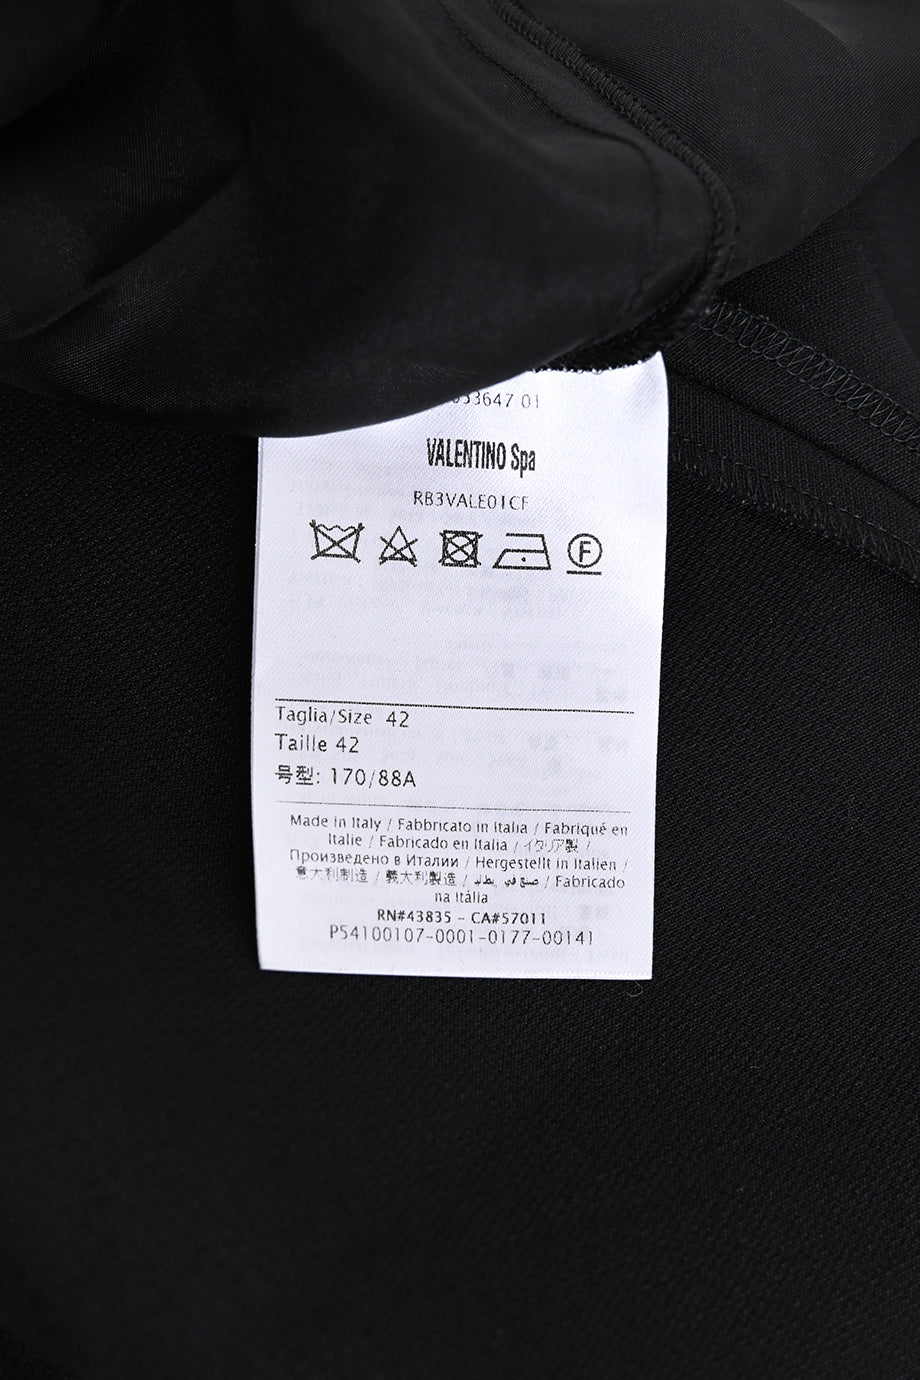 53647 01
VALENTINO Spa
RB3VALE01CF
F
Taglia/Size 42
Taille 42
号型: 170/88A
Made in Italy / Fabbricato in Italia / Fabriqué en
Italie / Fabricado en Italia / イタリア製 /
Произведено в Италии / Hergestellt in Italien /
意大利制造 / 義大利製造 / صنع في يطاليا / Fabricado
na Itália
RN#43835 - CA#57011
P54100107-0001-0177-00141